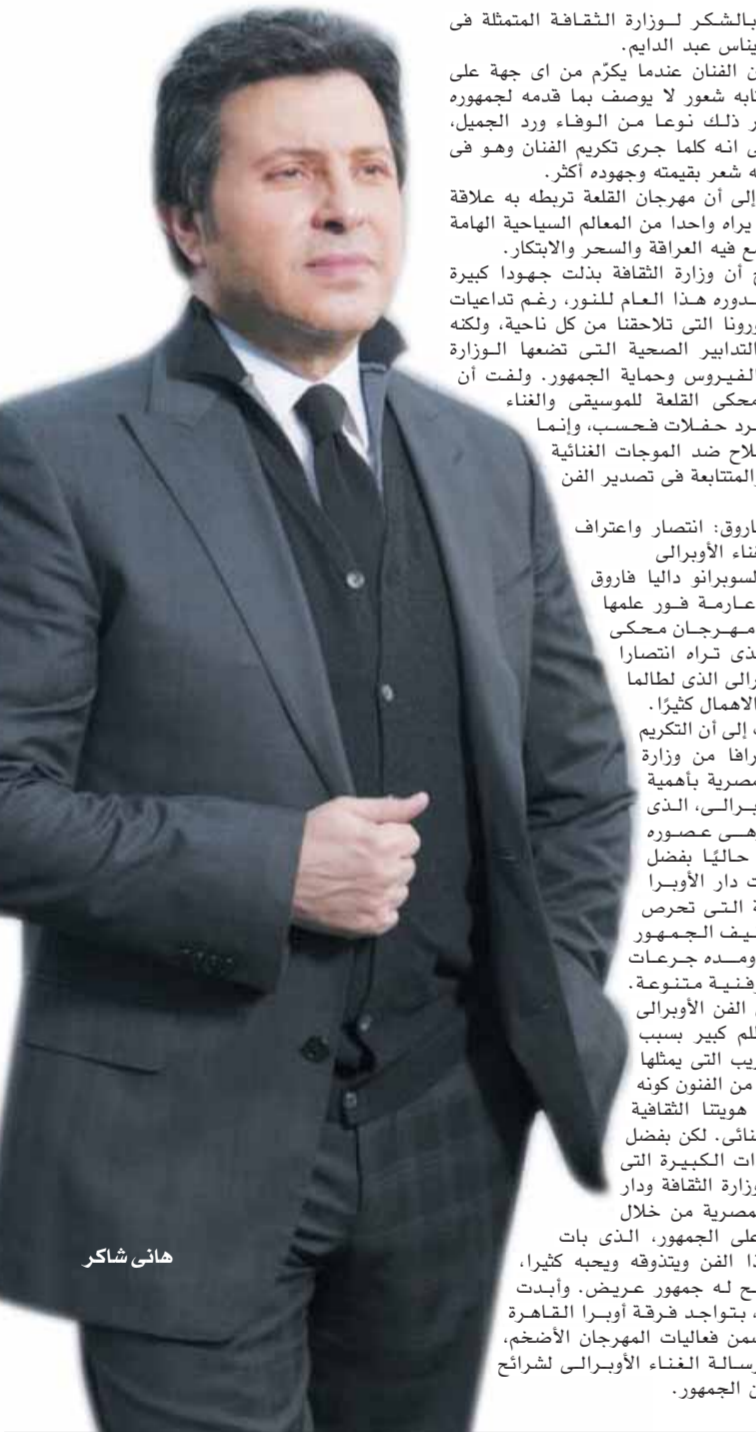 بالشكر لوزارة الثقافة المتمثلة فى
يناس عبد الدايم.
ن الفنان عندما يكرّم من اى جهة على
تابه شعور لا يوصف بما قدمه لجمهوره
ر ذلك نوعا من الوفاء ورد الجميل،
ى انه كلما جرى تكريم الفنان وهو فى
ه شعر بقيمته وجهوده أكثر.
إلى أن مهرجان القلعة تربطه به علاقة
يراه واحدا من المعالم السياحية الهامة
مع فيه العراقة والسحر والابتكار.
ح أن وزارة الثقافة بذلت جهودا كبيرة
دوره هذا العام للنور، رغم تداعيات
ورونا التى تلاحقنا من كل ناحية، ولكنه
التدابير الصحية التى تضعها الوزارة
لفيروس وحماية الجمهور. ولفت أن
محكى القلعة للموسيقى والغناء
رد حفلات فحسب، وإنما
لاح ضد الموجات الغنائية
المتتابعة فى تصدير الفن
اروق: انتصار واعتراف
ناء الأوبرالى
لسوبرانو داليا فاروق
عارمة فور علمها
مهرجان محكى
ذى تراه انتصارا
رالى الذى لطالما
الاهمال كثيرًا.
ت إلى أن التكريم
رافا من وزارة
مصرية بأهمية
برالى، الذى
هى عصوره
حاليًا بفضل
ت دار الأوبرا
ة التى تحرص
يف الجمهور
ومده جرعات
فنية متنوعة.
ن الفن الأوبرالى
لم كبير بسبب
ريب التى يمثلها
من الفنون كونه
هويتنا الثقافية
نائى. لكن بفضل
ات الكبيرة التى
وزارة الثقافة ودار
مصرية من خلال
على الجمهور، الذى بات
ذا الفن ويتذوقه ويحبه كثيرا،
ح له جمهور عريض. وأبدت
بتواجد فرقة أوبرا القاهرة
ضمن فعاليات المهرجان الأضخم،
رسالة الغناء الأوبرالى لشرائح
ن الجمهور.
هانى شاكر